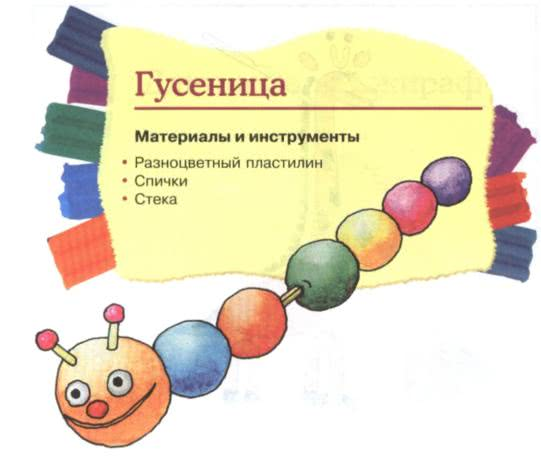 Гусеница
Материалы и инструменты
• Разноцветный пластилин
• Спички
• Стека